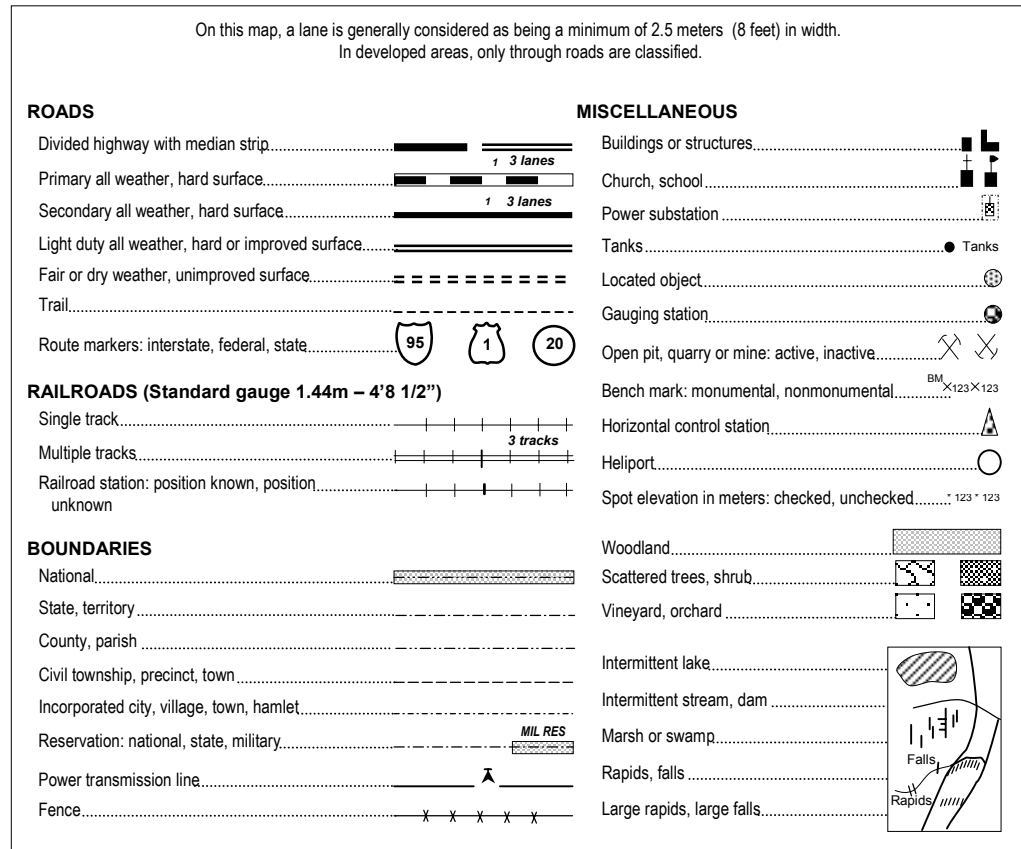 On this map, a lane is generally considered as being a minimum of 2.5 meters (8 feet) in width.
In developed areas, only through roads are classified.
ROADS
Divided highway with median strip
1 3 lanes
Primary all weather, hard surface
1 3 lanes
Secondary all weather, hard surface
Light duty all weather, hard or improved surface
Fair or dry weather, unimproved surface
Trail
Route markers: interstate, federal, state 95 1 20
RAILROADS (Standard gauge 1.44m – 4'8 1/2”)
Single track
3 tracks
Multiple tracks
Railroad station: position known, position
unknown
BOUNDARIES
National
State, territory
County, parish
Civil township, precinct, town
Incorporated city, village, town, hamlet
MIL RES
Reservation: national, state, military
Power transmission line
Fence
MISCELLANEOUS
Buildings or structures
Church, school
Power substation
Tanks Tanks
Located object
Gauging station
Open pit, quarry or mine: active, inactive
Bench mark: monumental, nonmonumental BM ×123 ×123
Horizontal control station
Heliport
Spot elevation in meters: checked, unchecked * 123 * 123
Woodland
Scattered trees, shrub
Vineyard, orchard
Intermittent lake
Intermittent stream, dam
Marsh or swamp
Falls
Rapids, falls
Rapids
Large rapids, large falls